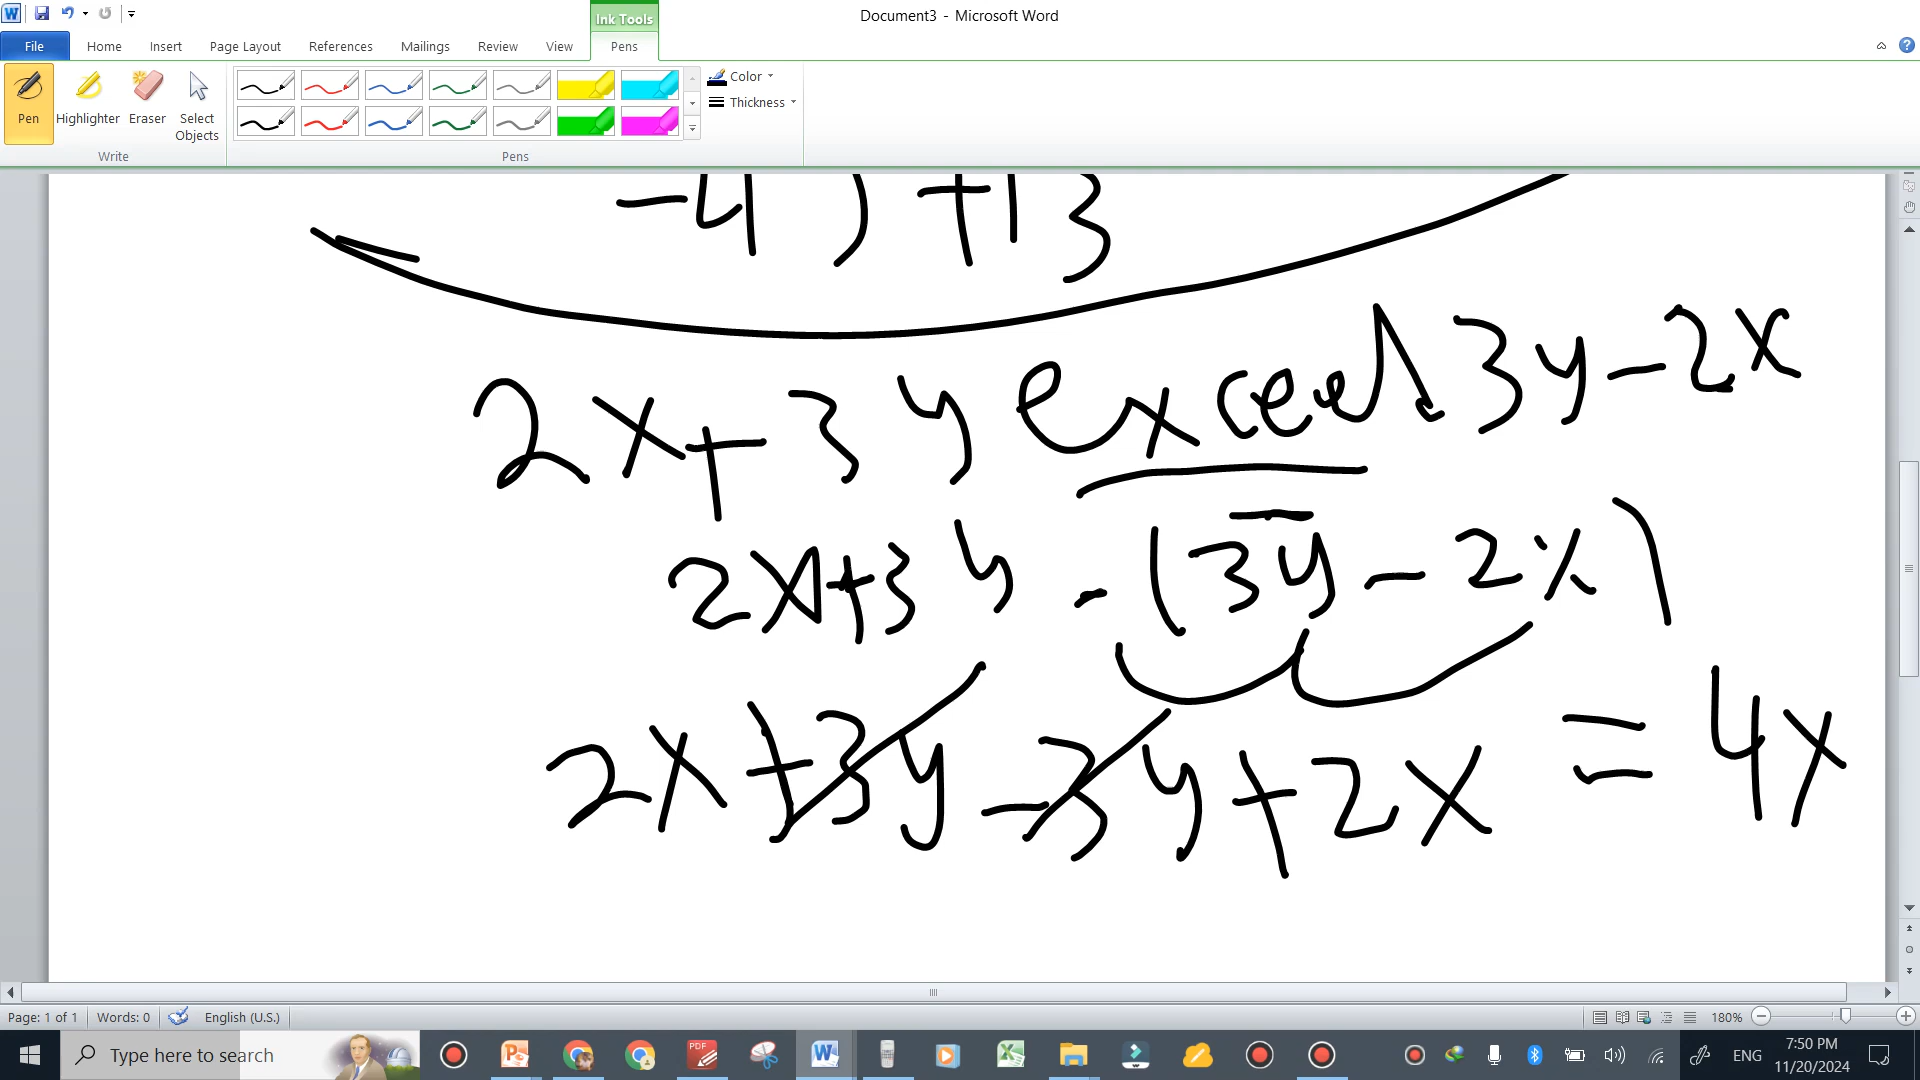 Document3 - Microsoft Word
Ink Tools
File Home Insert Page Layout References Mailings Review View Pens
Pen Highlighter Eraser Select Objects
Color
Thickness
Write Pens
-4)+13
2x+3y exceed 3y-2x
2x+3y-(3y-2x)
2x+3y-3y+2x=4x
Page: 1 of 1 Words: 0 English (U.S.) 180%
Type here to search
PDF
ENG
7:50 PM
11/20/2024